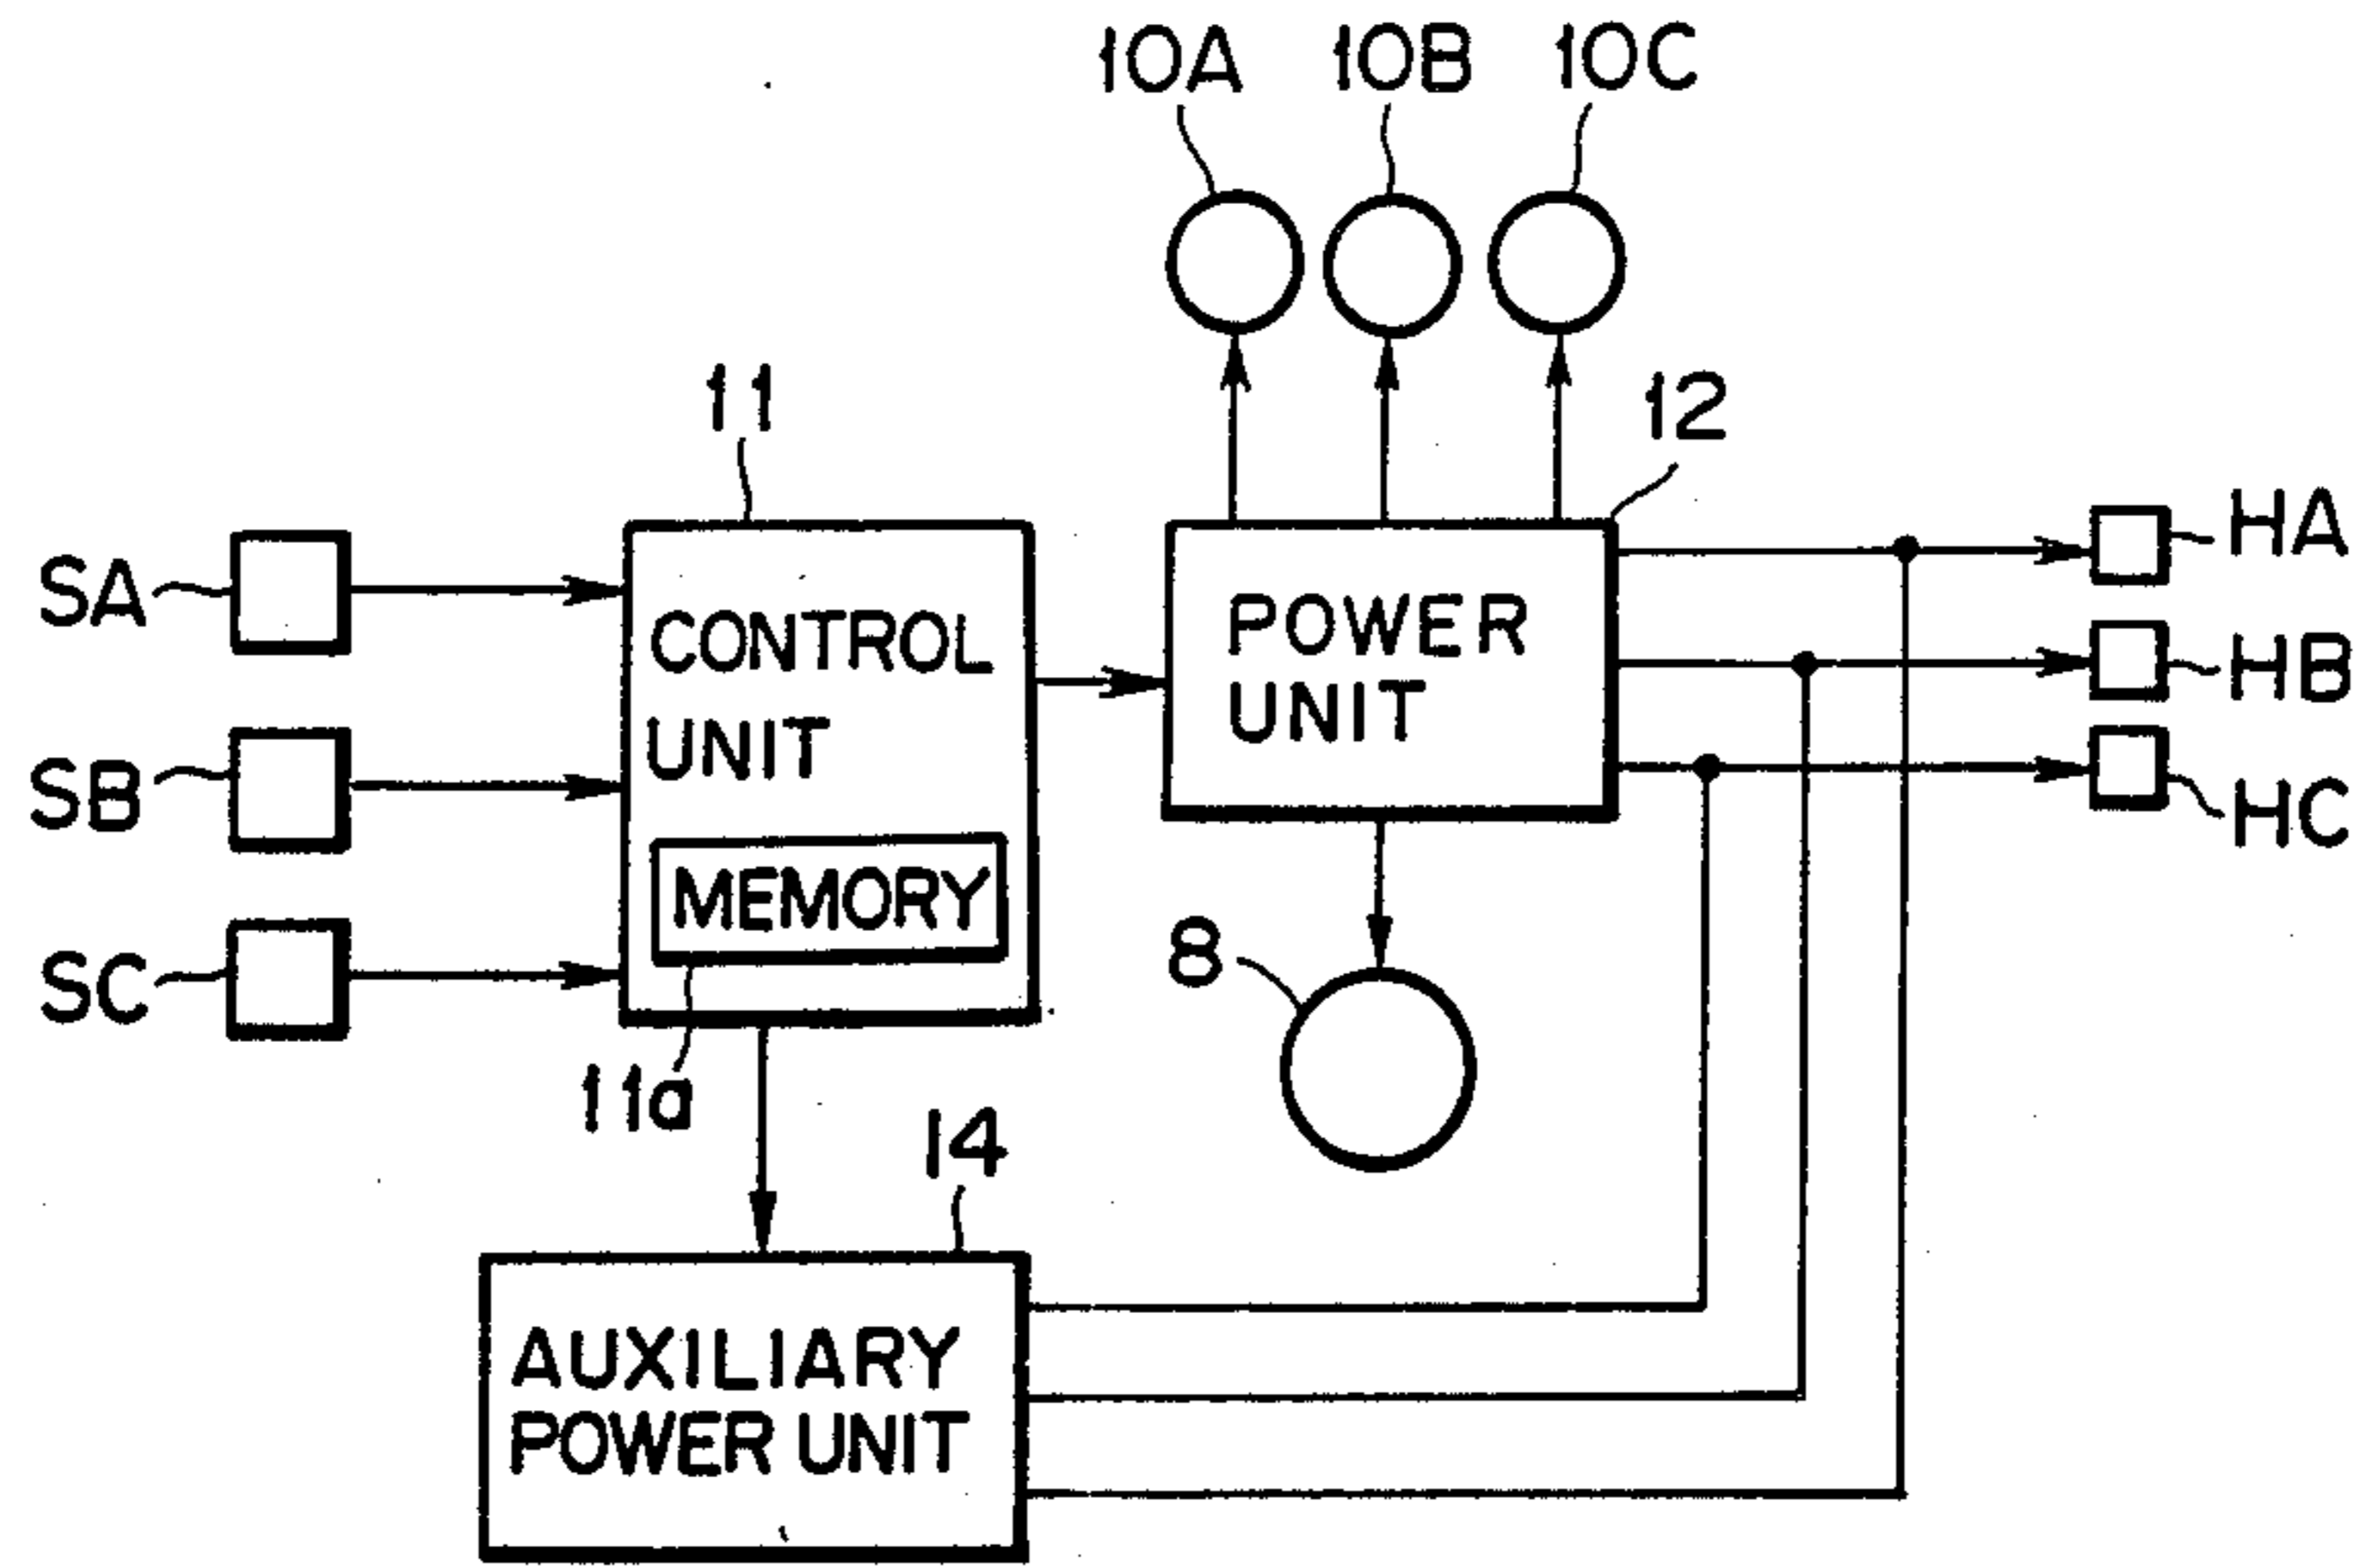 10A 10B 10C
11
12
SA
SB
SC
CONTROL
UNIT
MEMORY
11a
POWER
UNIT
HA
HB
HC
8
14
AUXILIARY
POWER UNIT